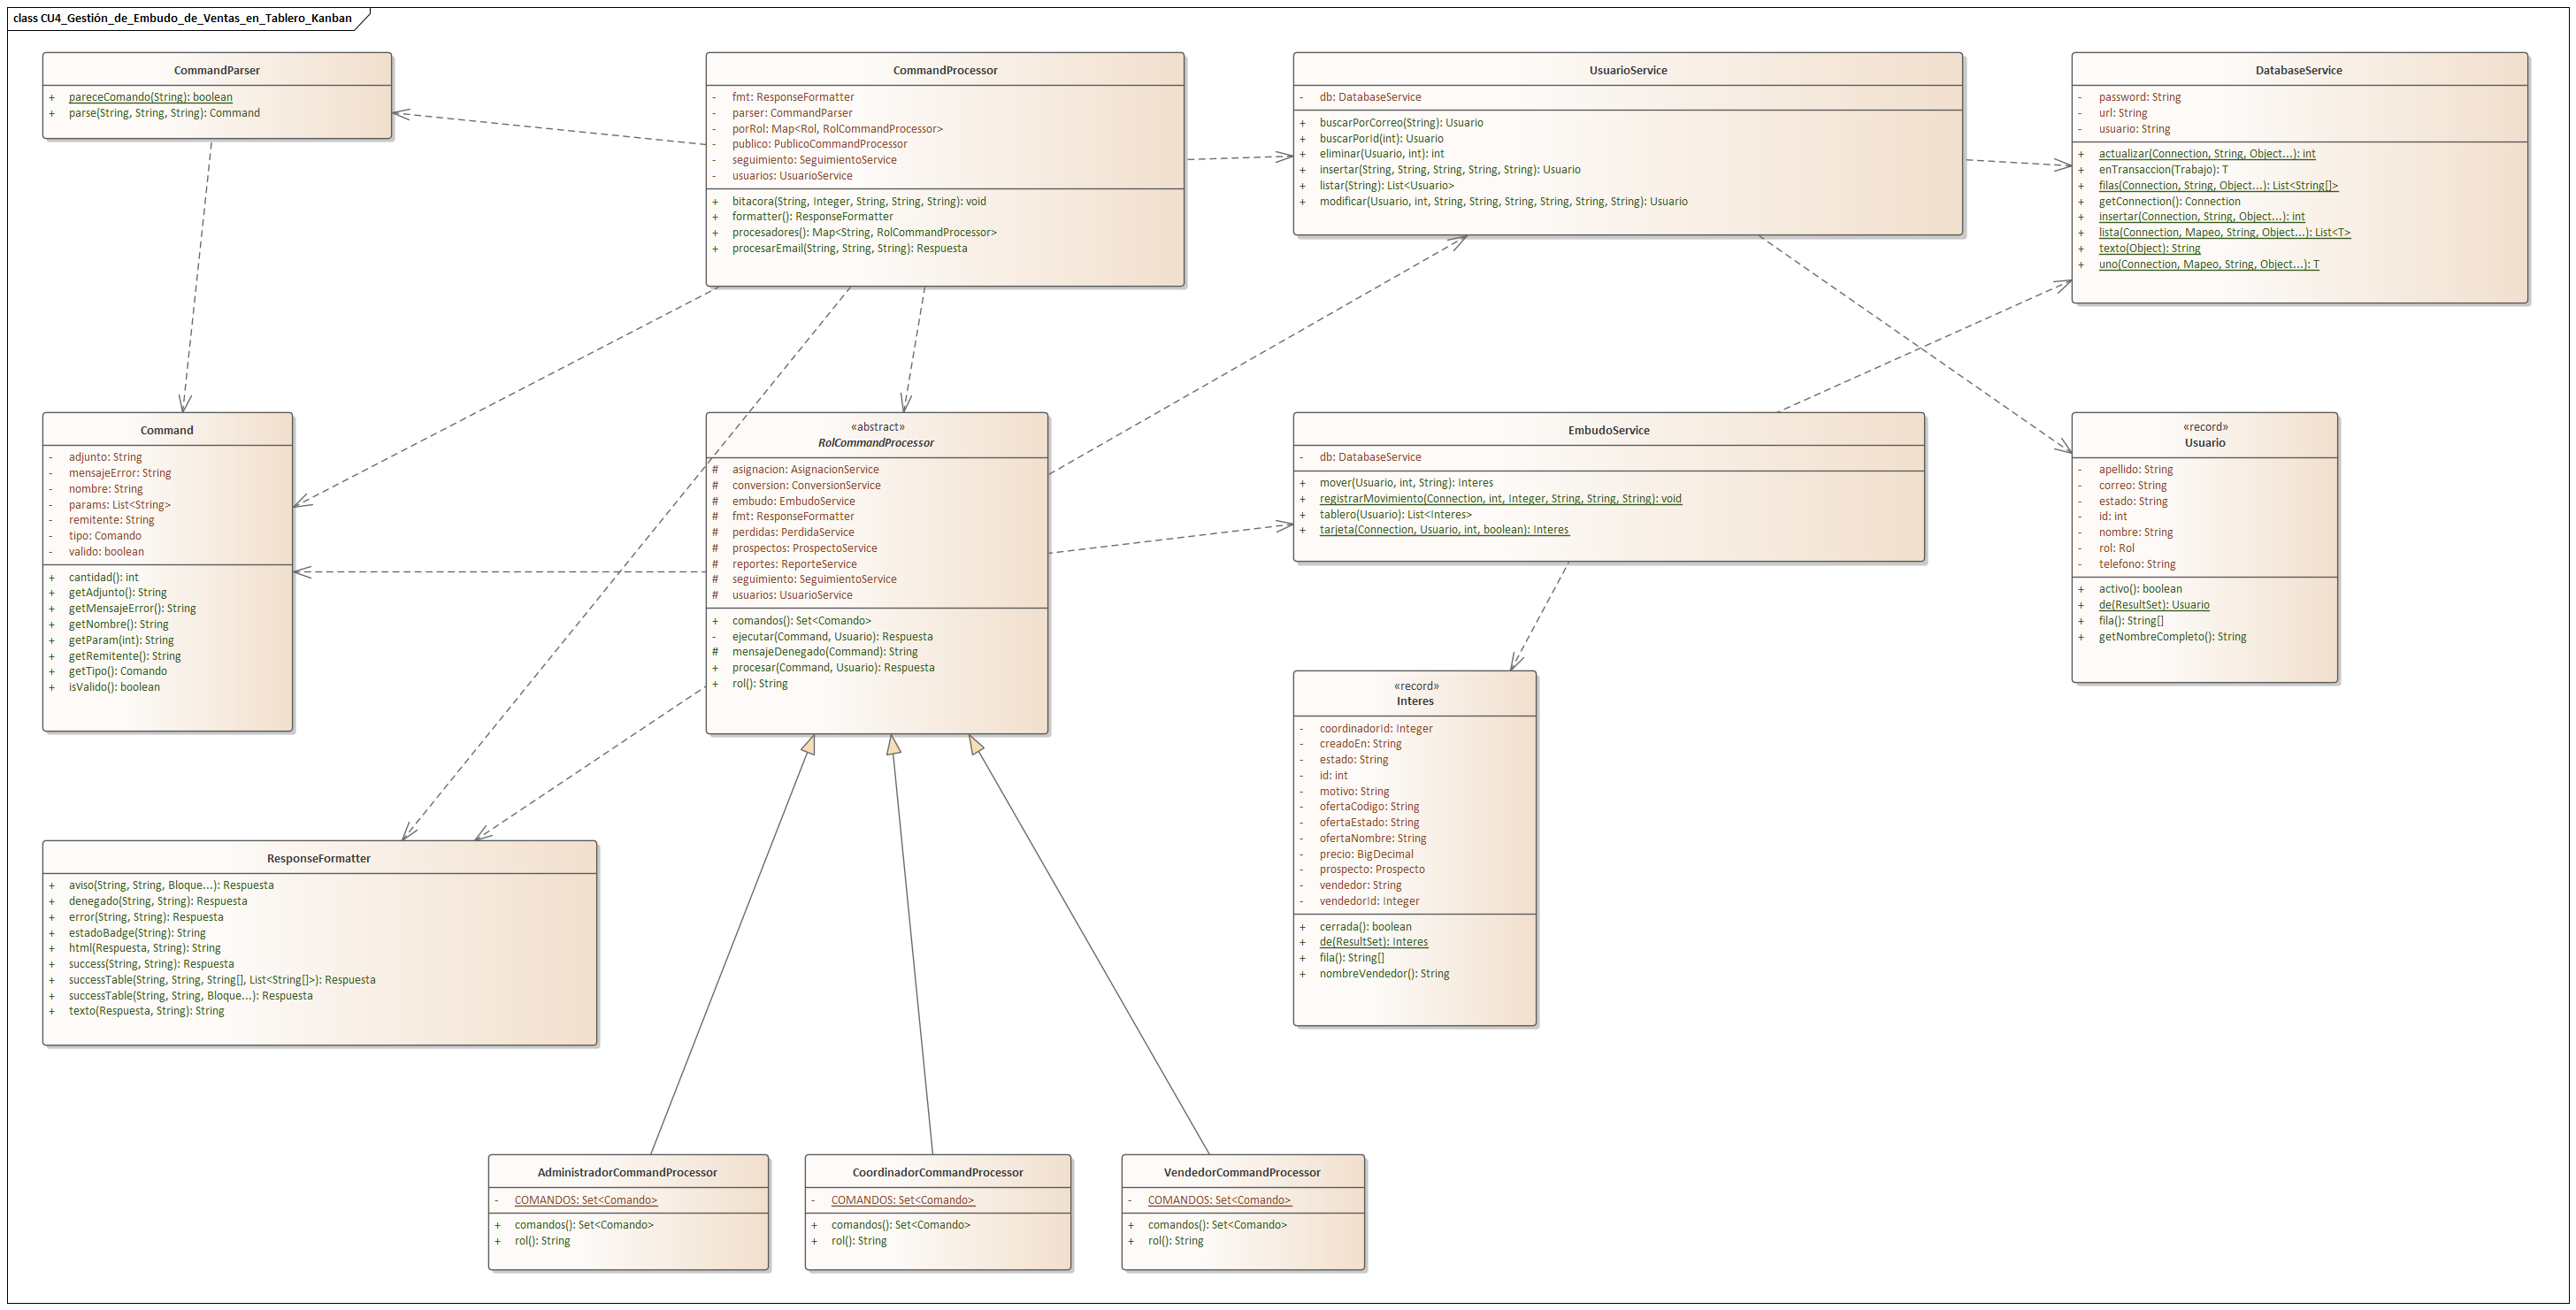 class CU4_Gestión_de_Embudo_de_Ventas_en_Tablero_Kanban
CommandParser
+ pareceComando(String): boolean
+ parse(String, String, String): Command
CommandProcessor
- fmt: ResponseFormatter
- parser: CommandParser
- porRol: Map<Rol, RolCommandProcessor>
- publico: PublicoCommandProcessor
- seguimiento: SeguimientoService
- usuarios: UsuarioService
+ bitacora(String, Integer, String, String, String): void
+ formatter(): ResponseFormatter
+ procesadores(): Map<String, RolCommandProcessor>
+ procesarEmail(String, String, String): Respuesta
UsuarioService
- db: DatabaseService
+ buscarPorCorreo(String): Usuario
+ buscarPorId(int): Usuario
+ eliminar(Usuario, int): int
+ insertar(String, String, String, String, String): Usuario
+ listar(String): List<Usuario>
+ modificar(Usuario, int, String, String, String, String, String, String): Usuario
DatabaseService
- password: String
- url: String
- usuario: String
+ actualizar(Connection, String, Object...): int
+ enTransaccion(Trabajo): T
+ filas(Connection, String, Object...): List<String[]>
+ getConnection(): Connection
+ insertar(Connection, String, Object...): int
+ lista(Connection, Mapeo, String, Object...): List<T>
+ texto(Object): String
+ uno(Connection, Mapeo, String, Object...): T
Command
- adjunto: String
- mensajeError: String
- nombre: String
- params: List<String>
- remitente: String
- tipo: Comando
- valido: boolean
+ cantidad(): int
+ getAdjunto(): String
+ getMensajeError(): String
+ getNombre(): String
+ getParam(int): String
+ getRemitente(): String
+ getTipo(): Comando
+ isValido(): boolean
«abstract»
RolCommandProcessor
# asignacion: AsignacionService
# conversion: ConversionService
# embudo: EmbudoService
# fmt: ResponseFormatter
# perdidas: PerdidaService
# prospectos: ProspectoService
# reportes: ReporteService
# seguimiento: SeguimientoService
# usuarios: UsuarioService
+ comandos(): Set<Comando>
- ejecutar(Command, Usuario): Respuesta
# mensajeDenegado(Command): String
+ procesar(Command, Usuario): Respuesta
+ rol(): String
EmbudoService
- db: DatabaseService
+ mover(Usuario, int, String): Interes
+ registrarMovimiento(Connection, int, Integer, String, String, String): void
+ tablero(Usuario): List<Interes>
+ tarjeta(Connection, Usuario, int, boolean): Interes
«record»
Usuario
- apellido: String
- correo: String
- estado: String
- id: int
- nombre: String
- rol: Rol
- telefono: String
+ activo(): boolean
+ de(ResultSet): Usuario
+ fila(): String[]
+ getNombreCompleto(): String
«record»
Interes
- coordinadorId: Integer
- creadoEn: String
- estado: String
- id: int
- motivo: String
- ofertaCodigo: String
- ofertaEstado: String
- ofertaNombre: String
- precio: BigDecimal
- prospecto: Prospecto
- vendedor: String
- vendedorId: Integer
+ cerrada(): boolean
+ de(ResultSet): Interes
+ fila(): String[]
+ nombreVendedor(): String
ResponseFormatter
+ aviso(String, String, Bloque...): Respuesta
+ denegado(String, String): Respuesta
+ error(String, String): Respuesta
+ estadoBadge(String): String
+ html(Respuesta, String): String
+ success(String, String): Respuesta
+ successTable(String, String, String[], List<String[]>): Respuesta
+ successTable(String, String, Bloque...): Respuesta
+ texto(Respuesta, String): String
AdministradorCommandProcessor
- COMANDOS: Set<Comando>
+ comandos(): Set<Comando>
+ rol(): String
CoordinadorCommandProcessor
- COMANDOS: Set<Comando>
+ comandos(): Set<Comando>
+ rol(): String
VendedorCommandProcessor
- COMANDOS: Set<Comando>
+ comandos(): Set<Comando>
+ rol(): String